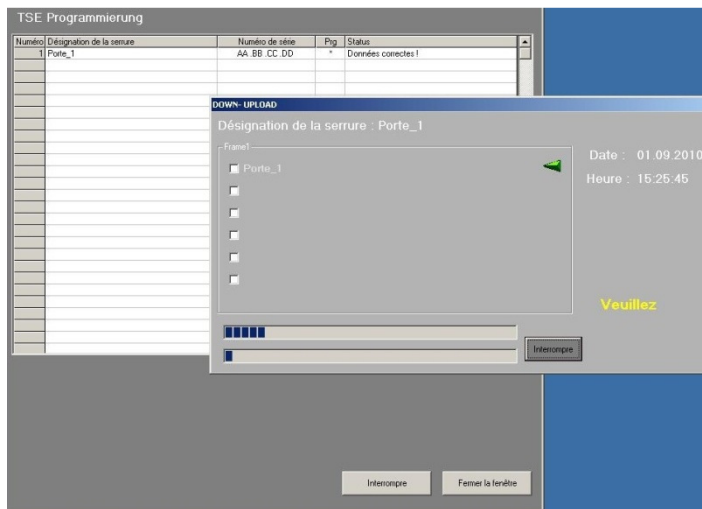 TSE Programmierung
Numéro Désignation de la serrure Numéro de série Prg Status
1 Porte_1 AA .BB .CC .DD * Données correctes !
DOWN- UPLOAD
Désignation de la serrure : Porte_1
Frame1
Porte_1
Date : 01.09.2010
Heure : 15:25:45
Veuillez
Interrompre
Interrompre Fermer la fenêtre